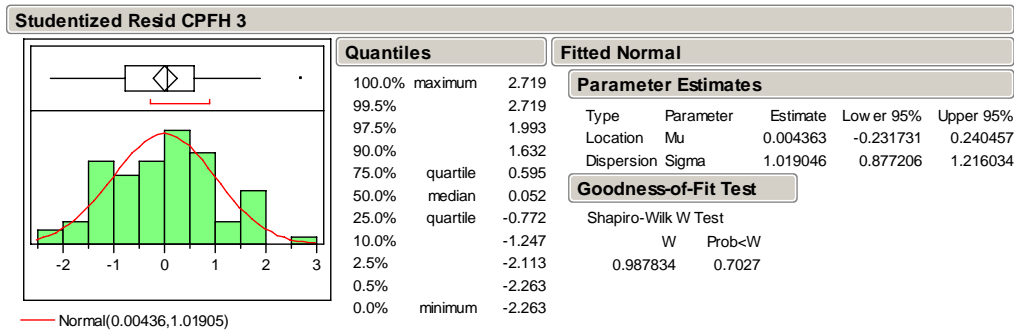 Studentized Resid CPFH 3
-2 -1 0 1 2 3
Normal(0.00436,1.01905)
Quantiles
100.0% maximum 2.719
99.5% 2.719
97.5% 1.993
90.0% 1.632
75.0% quartile 0.595
50.0% median 0.052
25.0% quartile -0.772
10.0% -1.247
2.5% -2.113
0.5% -2.263
0.0% minimum -2.263
Fitted Normal
Parameter Estimates
Type Parameter Estimate Lower 95% Upper 95%
Location Mu 0.004363 -0.231731 0.240457
Dispersion Sigma 1.019046 0.877206 1.216034
Goodness-of-Fit Test
Shapiro-Wilk W Test
W Prob<W
0.987834 0.7027